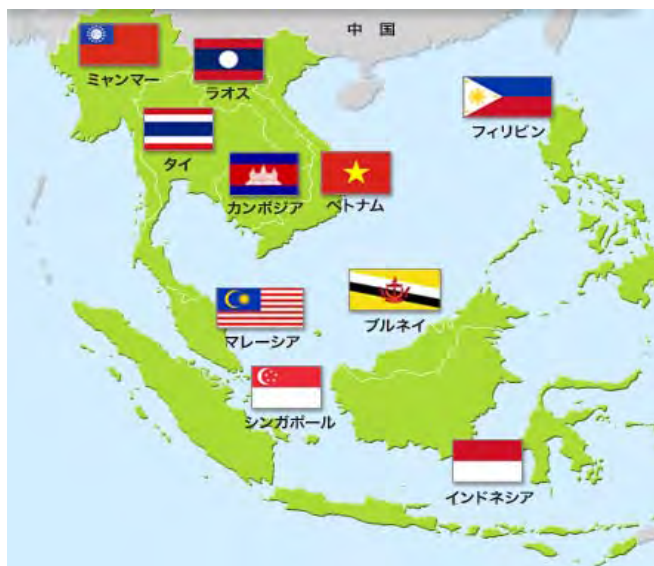 中 国
ミャンマー
ラオス
フィリピン
タイ
カンボジア
ベトナム
マレーシア
ブルネイ
シンガポール
インドネシア